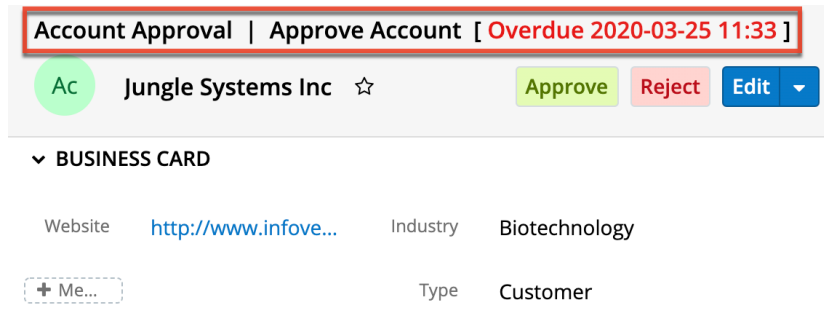 Account Approval | Approve Account [ Overdue 2020-03-25 11:33 ]
Ac Jungle Systems Inc Approve Reject Edit
BUSINESS CARD
Website http://www.infove... Industry Biotechnology
+ Me... Type Customer